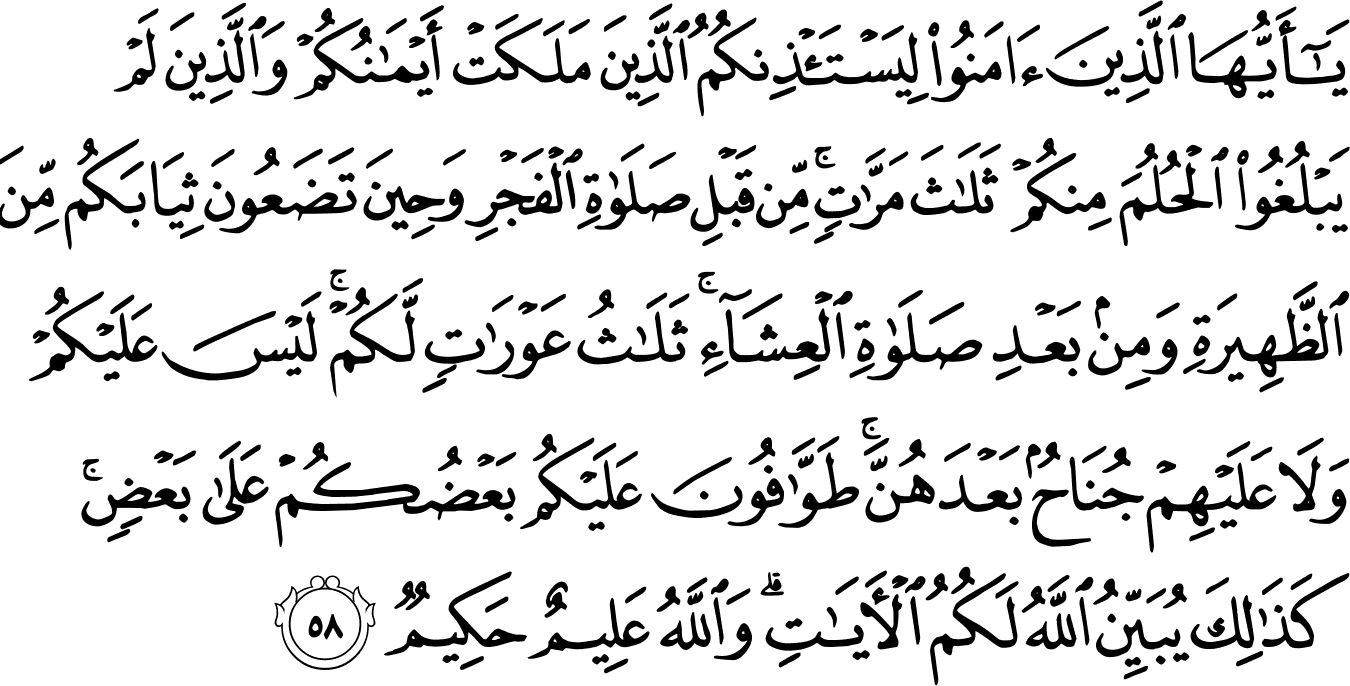 يَٰٓأَيُّهَا ٱلَّذِينَ ءَامَنُوا۟ لِيَسْتَـْٔذِنكُمُ ٱلَّذِينَ مَلَكَتْ أَيْمَٰنُكُمْ وَٱلَّذِينَ لَمْ
يَبْلُغُوا۟ ٱلْحُلُمَ مِنكُمْ ثَلَٰثَ مَرَّٰتٍ ۚ مِّن قَبْلِ صَلَوٰةِ ٱلْفَجْرِ وَحِينَ تَضَعُونَ ثِيَابَكُم مِّنَ
ٱلظَّهِيرَةِ وَمِنۢ بَعْدِ صَلَوٰةِ ٱلْعِشَآءِ ۚ ثَلَٰثُ عَوْرَٰتٍ لَّكُمْ ۚ لَيْسَ عَلَيْكُمْ
وَلَا عَلَيْهِمْ جُنَاحٌۢ بَعْدَهُنَّ ۚ طَوَّٰفُونَ عَلَيْكُم بَعْضُكُمْ عَلَىٰ بَعْضٍ ۚ
كَذَٰلِكَ يُبَيِّنُ ٱللَّهُ لَكُمُ ٱلْـَٔايَٰتِ ۗ وَٱللَّهُ عَلِيمٌ حَكِيمٌ ٥٨